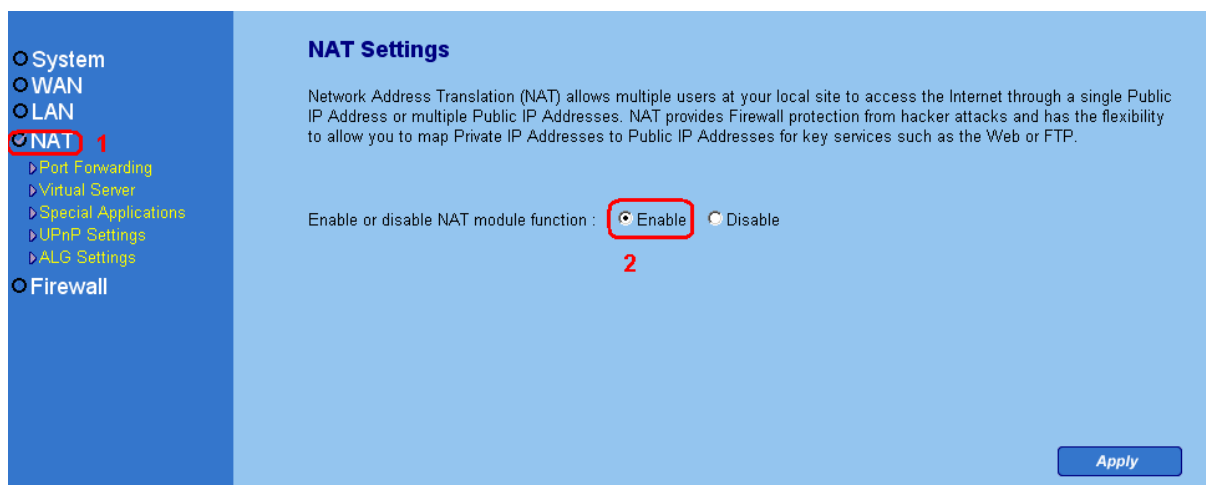 System
WAN
LAN
NAT 1
Port Forwarding
Virtual Server
Special Applications
UPnP Settings
ALG Settings
Firewall
NAT Settings
Network Address Translation (NAT) allows multiple users at your local site to access the Internet through a single Public
IP Address or multiple Public IP Addresses. NAT provides Firewall protection from hacker attacks and has the flexibility
to allow you to map Private IP Addresses to Public IP Addresses for key services such as the Web or FTP.
Enable or disable NAT module function : Enable Disable
2
Apply